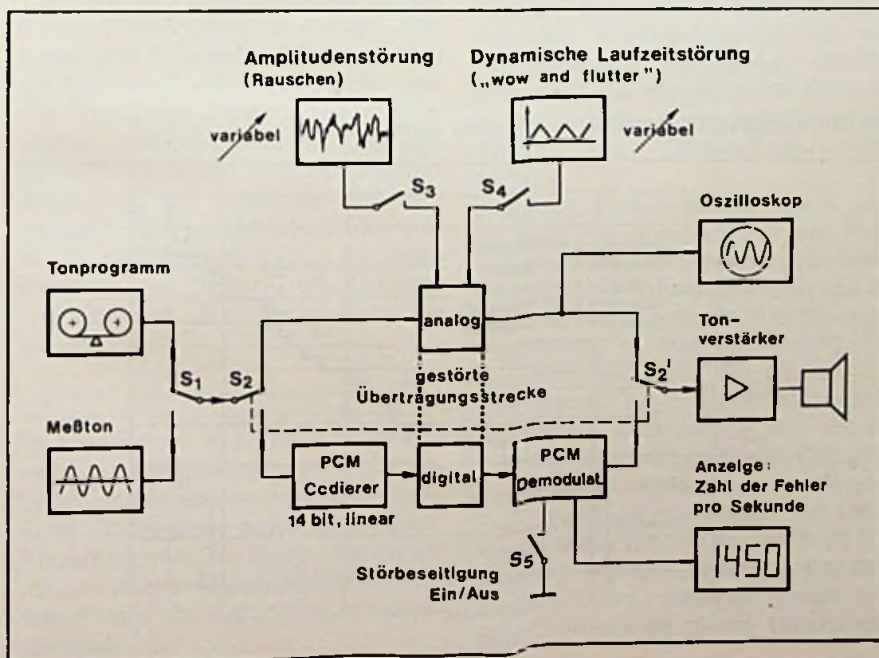 Amplitudenstörung
(Rauschen)
Dynamische Laufzeitstörung
(„wow and flutter")
variabel
variabel
S3
S4
Oszilloskop
Tonprogramm
analog
Ton-
verstärker
S1
S2
gestörte
Übertragungsstrecke
S2'
Meßton
PCM
Ccdierer
digital
PCM
Demodulat.
Anzeige:
Zahl der Fehler
pro Sekunde
14 bit, linear
S5
Störbeseitigung
Ein/Aus
1450